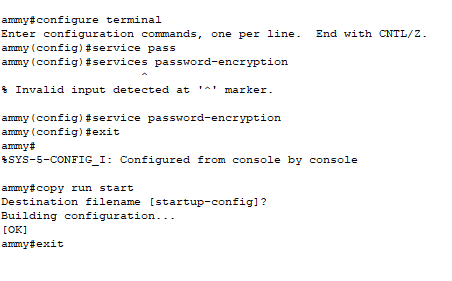 ammy#configure terminal
Enter configuration commands, one per line.  End with CNTL/Z.
ammy(config)#service pass
ammy(config)#services password-encryption
                    ^
% Invalid input detected at '^' marker.

ammy(config)#service password-encryption
ammy(config)#exit
ammy#
%SYS-5-CONFIG_I: Configured from console by console

ammy#copy run start
Destination filename [startup-config]?
Building configuration...
[OK]
ammy#exit